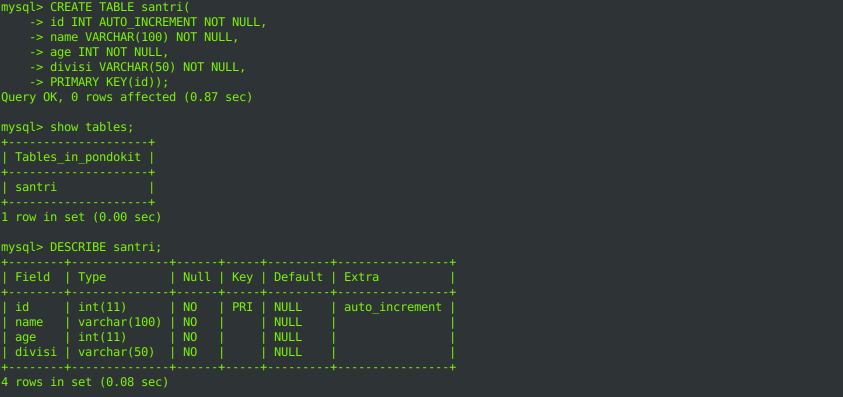 mysql> CREATE TABLE santri(
    -> id INT AUTO_INCREMENT NOT NULL,
    -> name VARCHAR(100) NOT NULL,
    -> age INT NOT NULL,
    -> divisi VARCHAR(50) NOT NULL,
    -> PRIMARY KEY(id));
Query OK, 0 rows affected (0.87 sec)

mysql> show tables;
+--------------------+
| Tables_in_pondokit |
+--------------------+
| santri             |
+--------------------+
1 row in set (0.00 sec)

mysql> DESCRIBE santri;
+--------+--------------+------+-----+---------+----------------+
| Field  | Type         | Null | Key | Default | Extra          |
+--------+--------------+------+-----+---------+----------------+
| id     | int(11)      | NO   | PRI | NULL    | auto_increment |
| name   | varchar(100) | NO   |     | NULL    |                |
| age    | int(11)      | NO   |     | NULL    |                |
| divisi | varchar(50)  | NO   |     | NULL    |                |
+--------+--------------+------+-----+---------+----------------+
4 rows in set (0.08 sec)